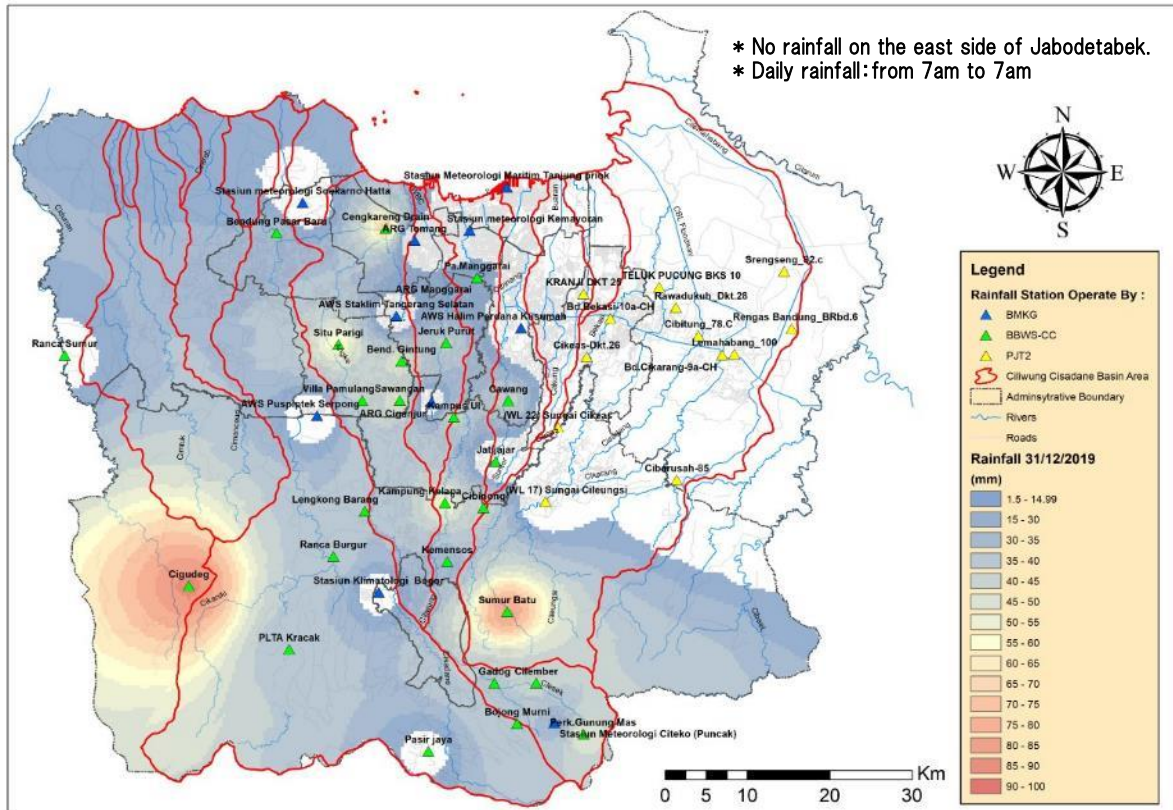 * No rainfall on the east side of Jabodetabek.
* Daily rainfall:from 7am to 7am
N
W
E
S
Stasiun Meteorologi Maritim Tanjung priok
Stasiun meteorologi Soekarno Hatta
Bendung Pasar Baru
Cengkareng Drain
ARG Tomang
Stasiun meteorologi Kemayoran
Pa.Manggarai
ARG Manggarai
AWS Staklim Tangerang Selatan
AWS Halim Perdana Kusumah
Jeruk Purut
Situ Parigi
Bend. Gintung
Ranca Sumur
Villa Pamulang
Sawangan
AWS Puspiptek Serpong
ARG Ciganjur
Kampus UI
Cawang
(WL 22) Sungai Cikeas
Jatijajar
KRANJI DKT 25
TELUK PUCUNG BKS 10
Srengseng_82.c
Bd.Bekasi-10a-CH
Rawadukuh_Dkt.28
Rengas Bandung_BRbd.6
Cibitung_78.C
Cikeas-Dkt.26
Lemahabang_100
Bd.Cikarang-9a-CH
Cibarusah-85
(WL 17) Sungai Cileungsi
Lengkong Barang
Kampung Kelapa
Cibinong
Ranca Burgur
Kemensos
Stasiun Klimatologi Bogor
Cigudeg
Sumur Batu
PLTA Kracak
Gadog
Cilember
Bojong Murni
Perk.Gunung Mas
Stasiun Meteorologi Citeko (Puncak)
Pasir jaya
Buaran
Citarum
Legend
Rainfall Station Operate By :
BMKG
BBWS-CC
PJT2
Ciliwung Cisadane Basin Area
Adminsytrative Boundary
Rivers
Roads
Rainfall 31/12/2019
(mm)
1.5 - 14.99
15 - 30
30 - 35
35 - 40
40 - 45
45 - 50
50 - 55
55 - 60
60 - 65
65 - 70
70 - 75
75 - 80
80 - 85
85 - 90
90 - 100
Km
0 5 10 20 30